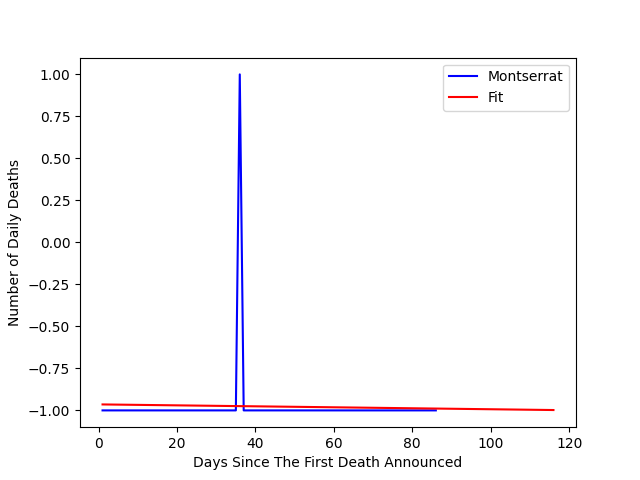 Montserrat
Fit
1.00
0.75
0.50
0.25
0.00
−0.25
−0.50
−0.75
−1.00
Number of Daily Deaths
0 20 40 60 80 100 120
Days Since The First Death Announced